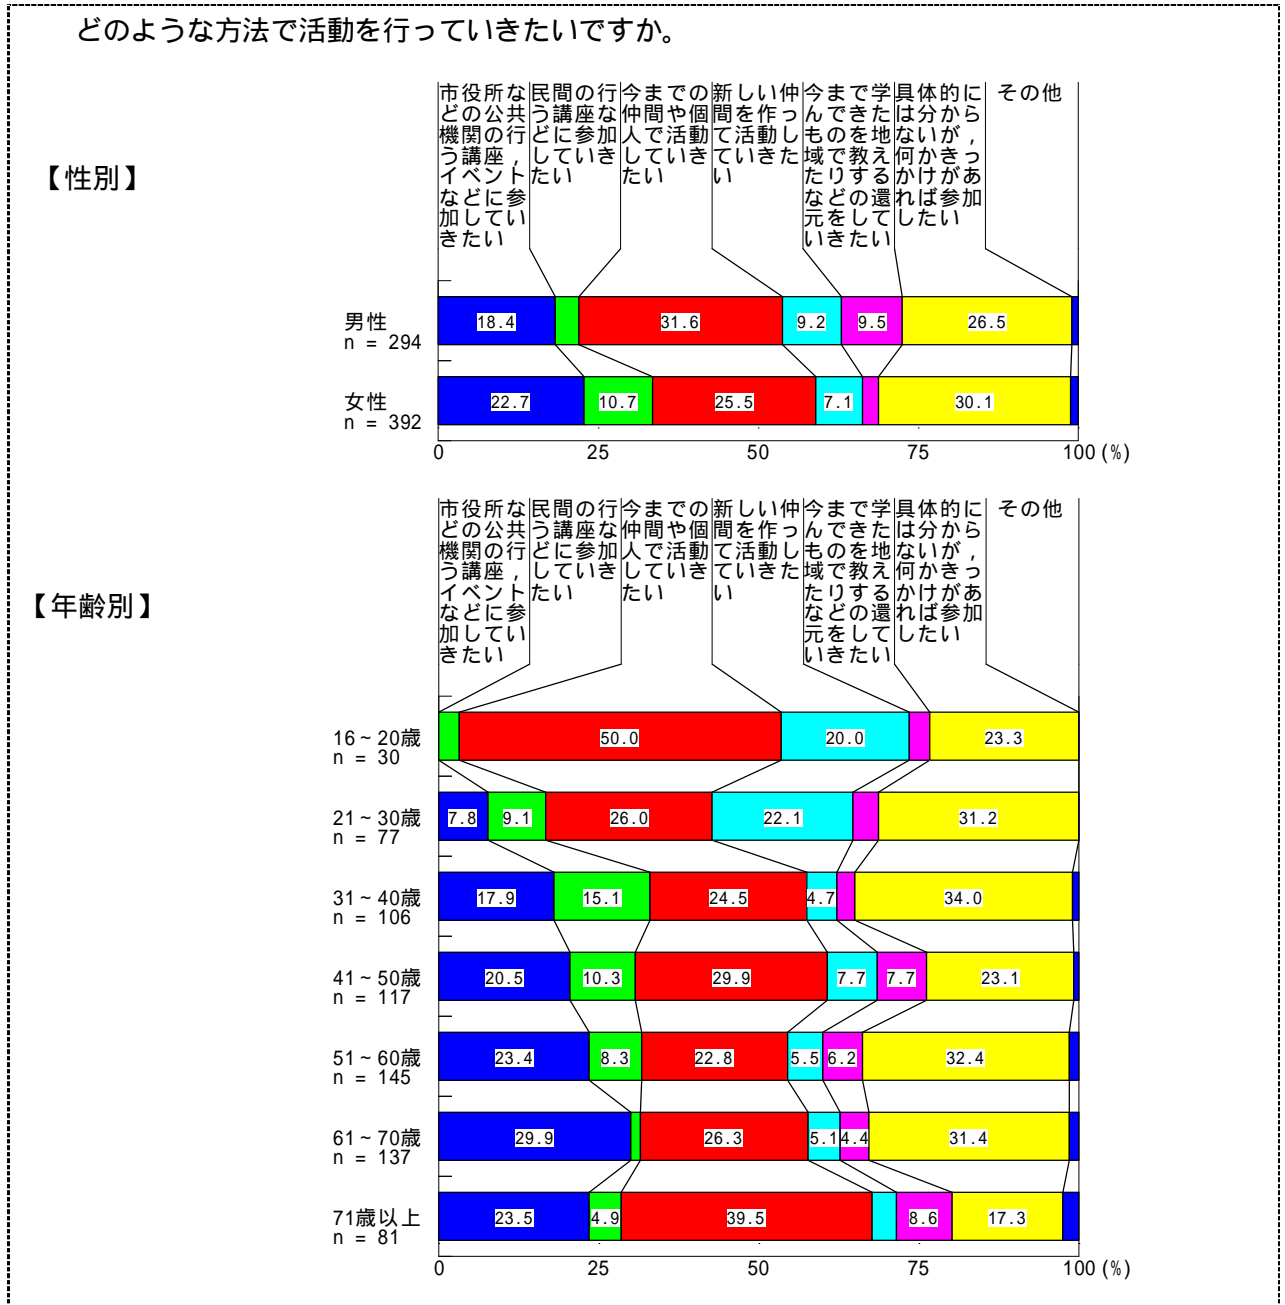 どのような方法で活動を行っていきたいですか。
【性別】
市役所な
どの公共
機関の行
う講座，
イベント
などに参
加してい
きたい
民間の行
う講座な
どに参加
していき
たい
今までの
仲間や個
人で活動
していき
たい
新しい仲
間を作っ
て活動し
ていきた
い
今まで学
んできた
ものを地
域で教え
たりする
などの還
元をして
いきたい
具体的に
は分から
ないが，
何かきっ
かけがあ
れば参加
したい
その他
男性
n = 294
18.4
31.6
9.2
9.5
26.5
女性
n = 392
22.7
10.7
25.5
7.1
30.1
0 25 50 75 100 (%)
【年齢別】
市役所な
どの公共
機関の行
う講座，
イベント
などに参
加してい
きたい
民間の行
う講座な
どに参加
していき
たい
今までの
仲間や個
人で活動
していき
たい
新しい仲
間を作っ
て活動し
ていきた
い
今まで学
んできた
ものを地
域で教え
たりする
などの還
元をして
いきたい
具体的に
は分から
ないが，
何かきっ
かけがあ
れば参加
したい
その他
16～20歳
n = 30
50.0
20.0
23.3
21～30歳
n = 77
7.8
9.1
26.0
22.1
31.2
31～40歳
n = 106
17.9
15.1
24.5
4.7
34.0
41～50歳
n = 117
20.5
10.3
29.9
7.7
7.7
23.1
51～60歳
n = 145
23.4
8.3
22.8
5.5
6.2
32.4
61～70歳
n = 137
29.9
26.3
5.1
4.4
31.4
71歳以上
n = 81
23.5
4.9
39.5
8.6
17.3
0 25 50 75 100 (%)